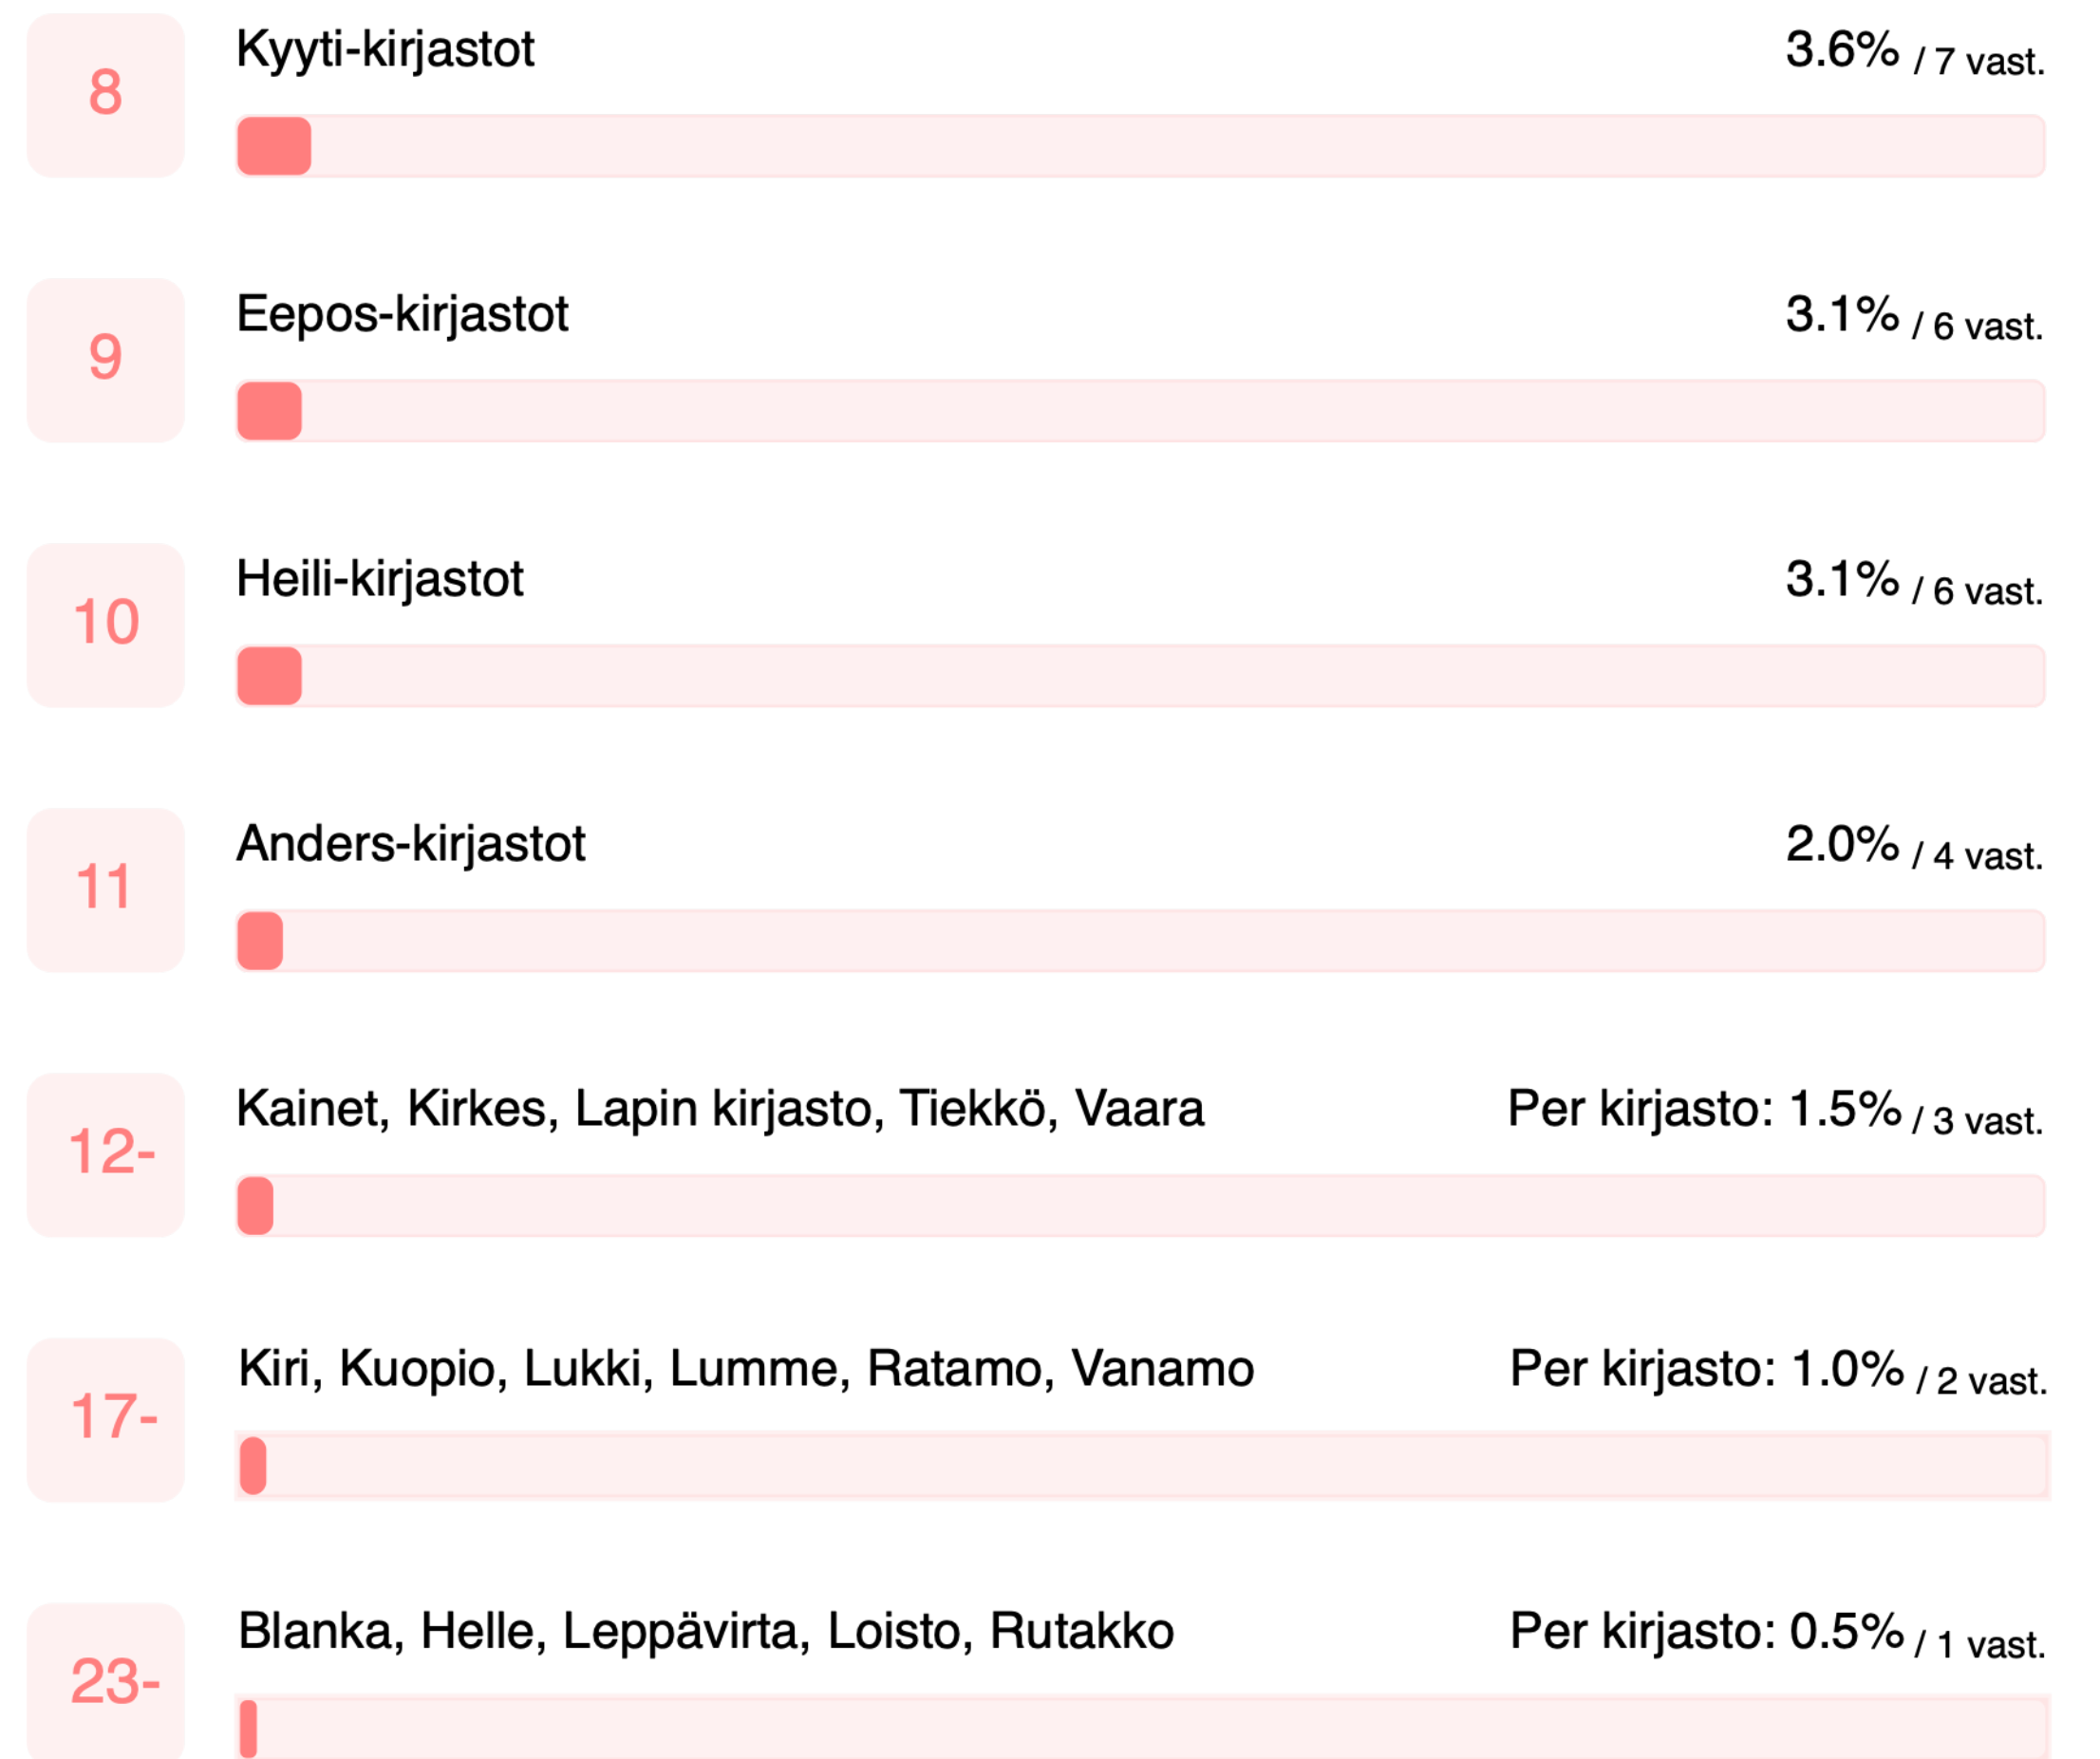 8 Kyyti-kirjastot 3.6% / 7 vast.
9 Eepos-kirjastot 3.1% / 6 vast.
10 Heili-kirjastot 3.1% / 6 vast.
11 Anders-kirjastot 2.0% / 4 vast.
12- Kainet, Kirkes, Lapin kirjasto, Tiekkö, Vaara Per kirjasto: 1.5% / 3 vast.
17- Kiri, Kuopio, Lukki, Lumme, Ratamo, Vanamo Per kirjasto: 1.0% / 2 vast.
23- Blanka, Helle, Leppävirta, Loisto, Rutakko Per kirjasto: 0.5% / 1 vast.